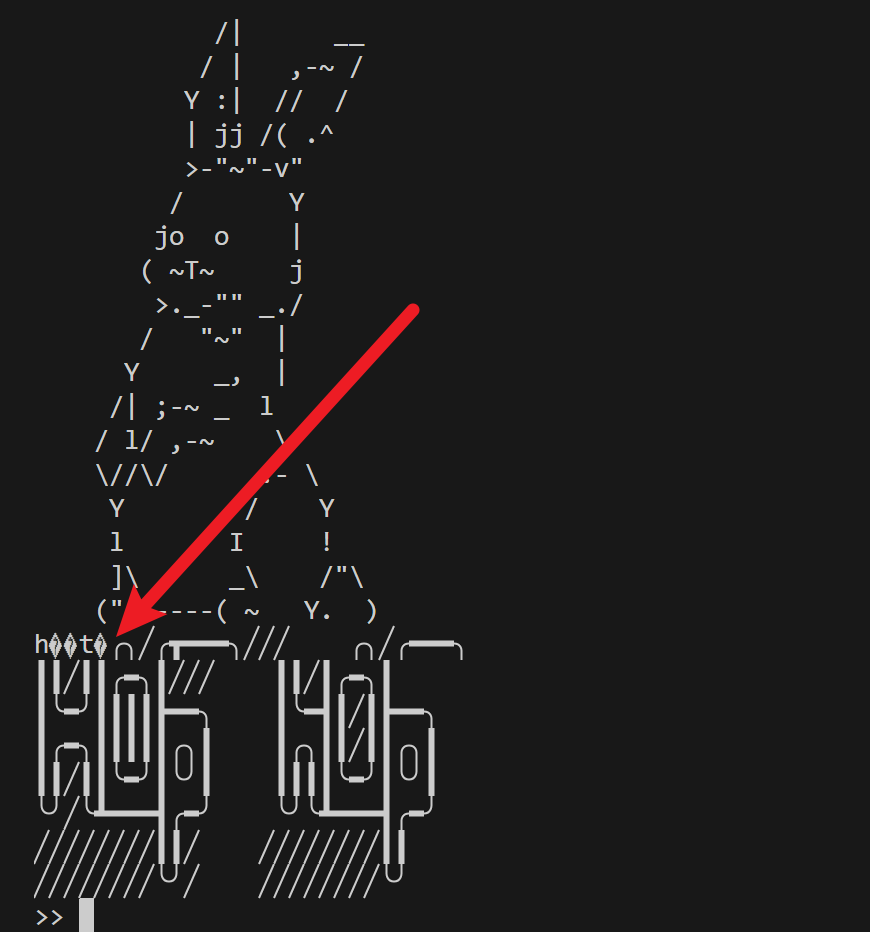 /|      __
           / |   ,-~ /
          Y :|  //  /
          | jj /( .^
          >-"~"-v"
         /       Y
        jo  o    |
       ( ~T~     j
        >._-"" _./
       /   "~"  |
      Y     _,  |
     /| ;-~ _  l
    / l/ ,-~    \
    \//\/      - \
     Y        /    Y
     l       I     !
     ]\      _\    /"\
    ("  ----( ~   Y.  )
h��t�
>>